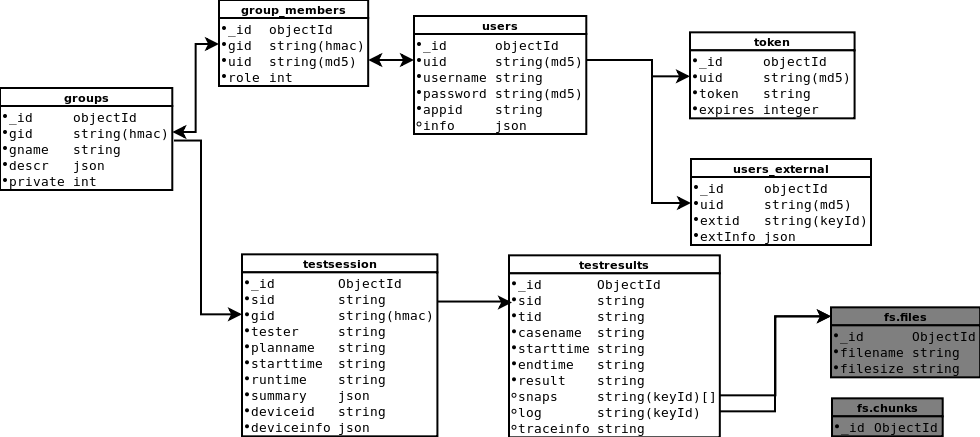 group_members
_id objectId
gid string(hmac)
uid string(md5)
role int
users
_id objectId
uid string(md5)
username string
password string(md5)
appid string
info json
token
_id objectId
uid string(md5)
token string
expires integer
groups
_id objectId
gid string(hmac)
gname string
descr json
private int
users_external
_id objectId
uid string(md5)
extid string(keyId)
extInfo json
testsession
_id ObjectId
sid string
gid string(hmac)
tester string
planname string
starttime string
runtime string
summary json
deviceid string
deviceinfo json
testresults
_id ObjectId
sid string
tid string
casename string
starttime string
endtime string
result string
snaps string(keyId)[]
log string(keyId)
traceinfo string
fs.files
_id ObjectId
filename string
filesize string
fs.chunks
_id ObjectId